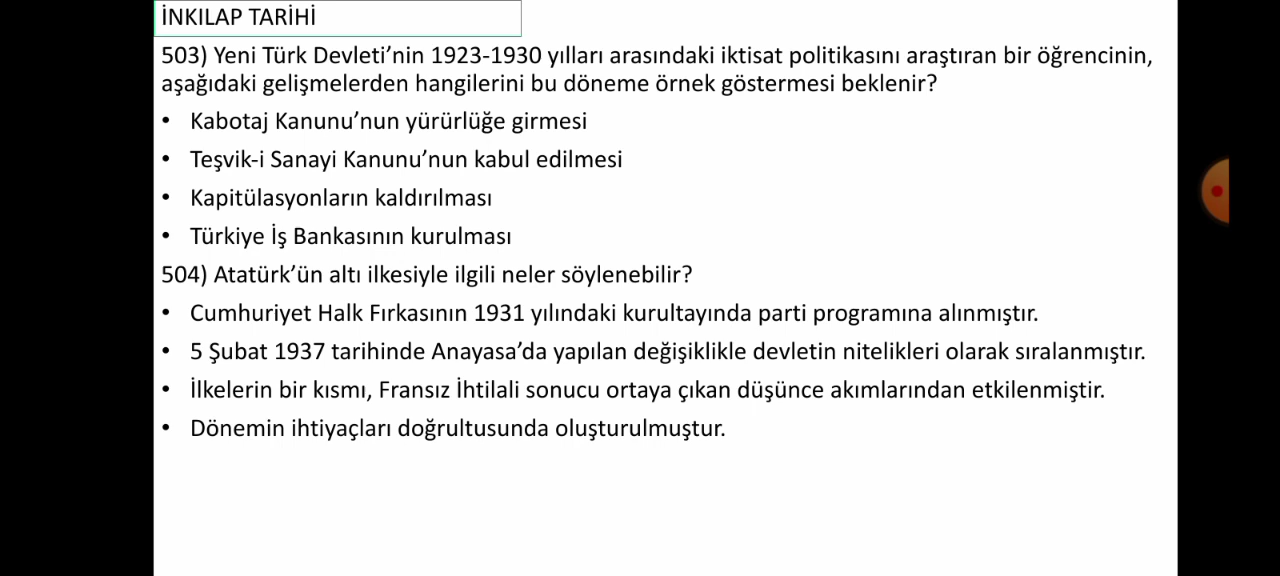 İNKILAP TARİHİ
503) Yeni Türk Devleti’nin 1923-1930 yılları arasındaki iktisat politikasını araştıran bir öğrencinin,
aşağıdaki gelişmelerden hangilerini bu döneme örnek göstermesi beklenir?
• Kabotaj Kanunu’nun yürürlüğe girmesi
• Teşvik-i Sanayi Kanunu’nun kabul edilmesi
• Kapitülasyonların kaldırılması
• Türkiye İş Bankasının kurulması
504) Atatürk’ün altı ilkesiyle ilgili neler söylenebilir?
• Cumhuriyet Halk Fırkasının 1931 yılındaki kurultayında parti programına alınmıştır.
• 5 Şubat 1937 tarihinde Anayasa’da yapılan değişiklikle devletin nitelikleri olarak sıralanmıştır.
• İlkelerin bir kısmı, Fransız İhtilali sonucu ortaya çıkan düşünce akımlarından etkilenmiştir.
• Dönemin ihtiyaçları doğrultusunda oluşturulmuştur.